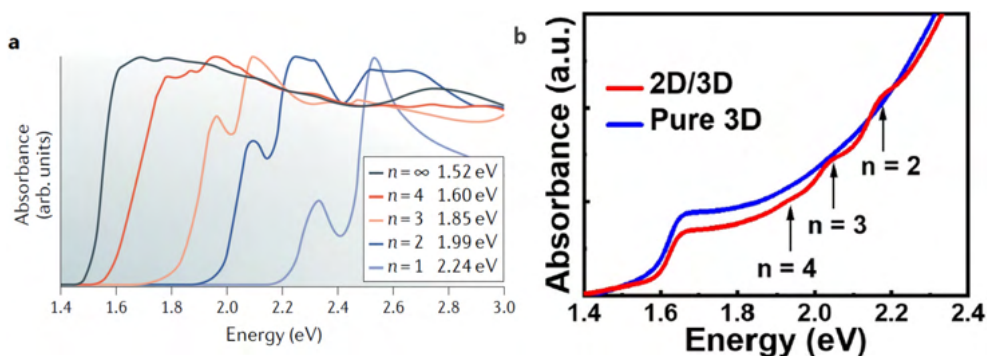 a
Absorbance
(arb. units)
n = ∞ 1.52 eV
n = 4 1.60 eV
n = 3 1.85 eV
n = 2 1.99 eV
n = 1 2.24 eV
1.4 1.6 1.8 2.0 2.2 2.4 2.6 2.8 3.0
Energy (eV)
b
Absorbance (a.u.)
2D/3D
Pure 3D
n = 2
n = 3
n = 4
1.4 1.6 1.8 2.0 2.2 2.4
Energy (eV)